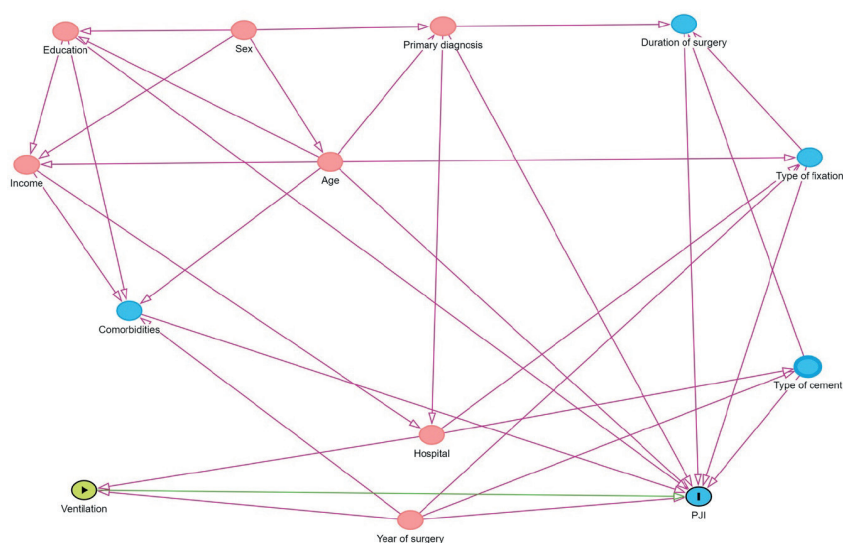 Education
Sex
Primary diagnosis
Duration of surgery
Income
Age
Type of fixation
Comorbidities
Type of cement
Hospital
Ventilation
PJI
Year of surgery